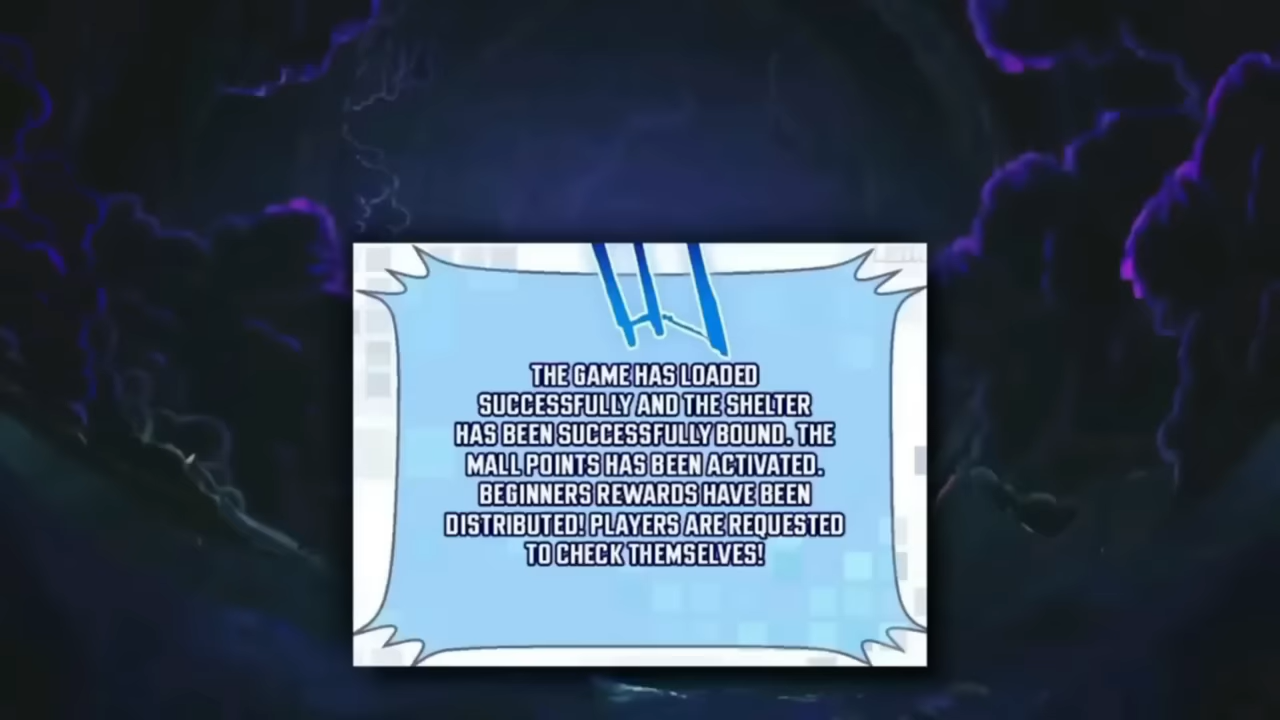 THE GAME HAS LOADED
SUCCESSFULLY AND THE SHELTER
HAS BEEN SUCCESSFULLY BOUND. THE
MALL POINTS HAS BEEN ACTIVATED.
BEGINNERS REWARDS HAVE BEEN
DISTRIBUTED! PLAYERS ARE REQUESTED
TO CHECK THEMSELVES!